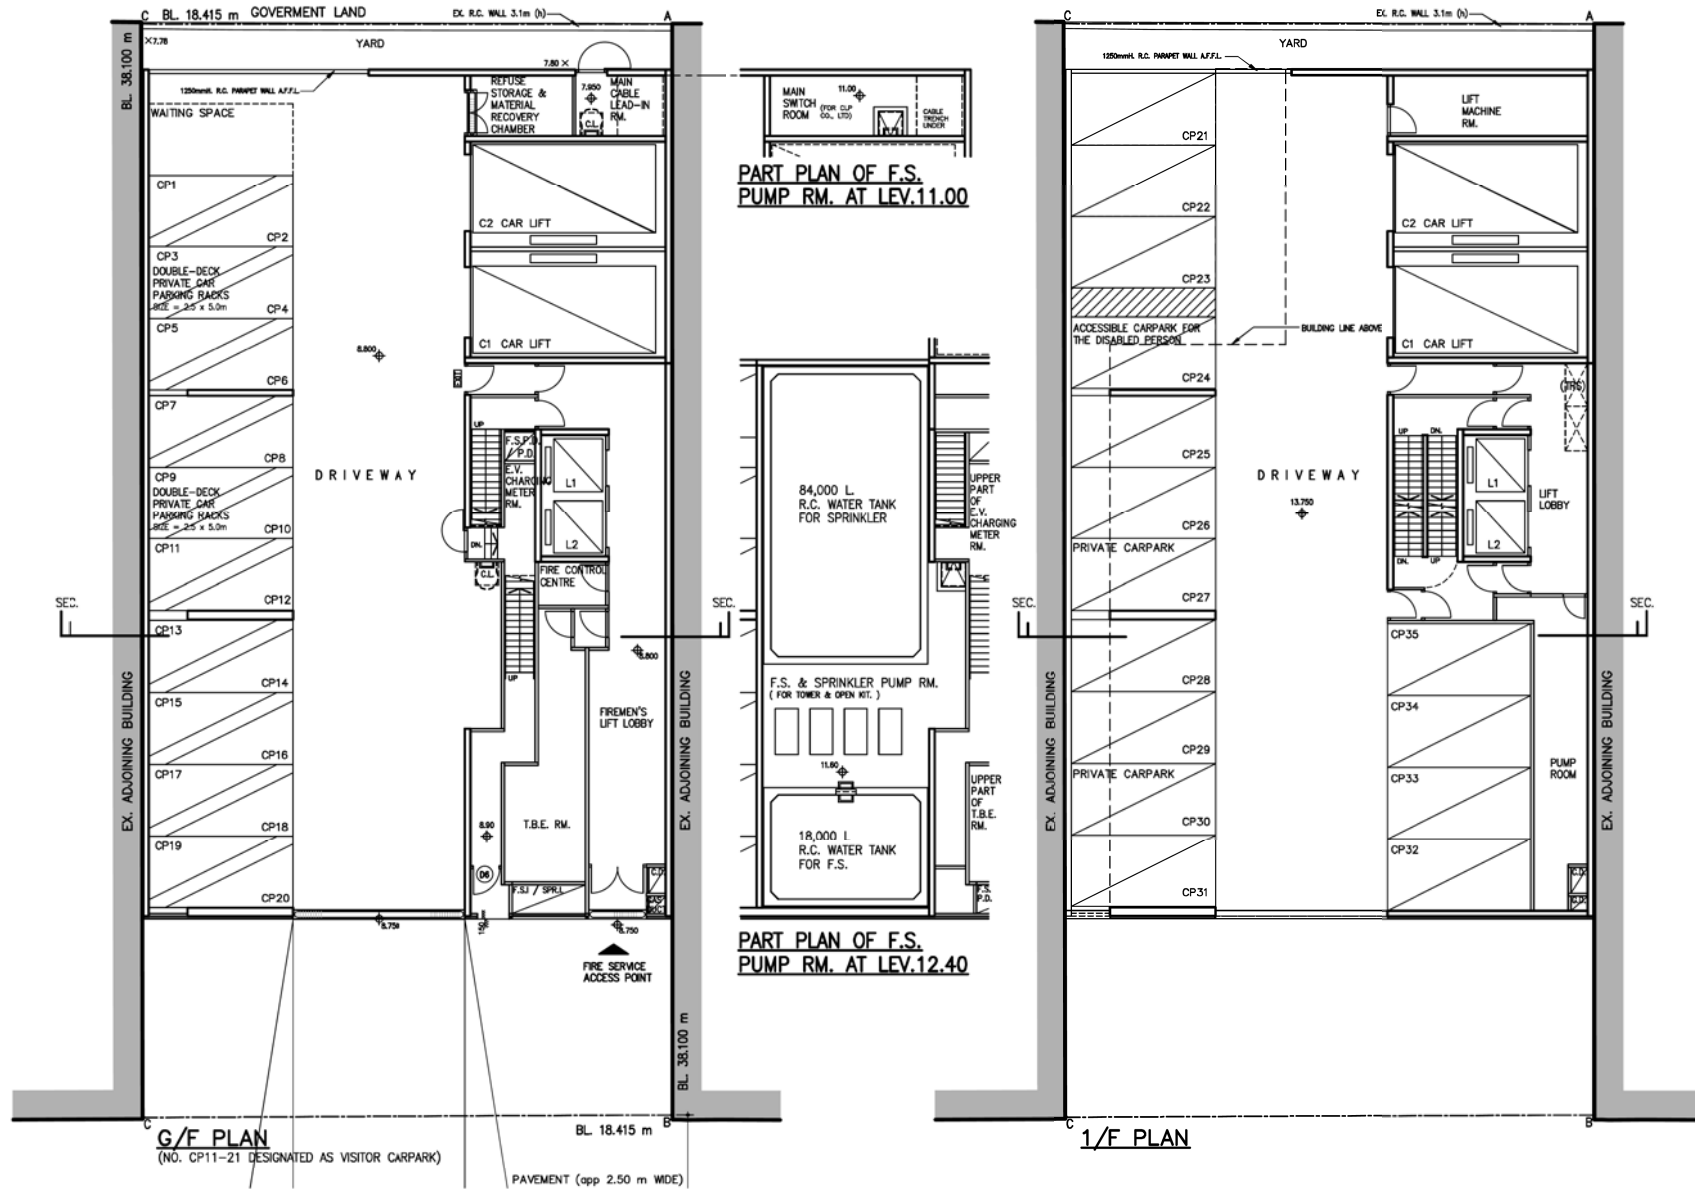 C BL. 18.415 m GOVERMENT LAND
EX. R.C. WALL 3.1m (h)
A
BL. 38.100 m
×7.78
YARD
7.80 ×
1250mmH. R.C. PARAPET WALL A.F.F.L.
WAITING SPACE
REFUSE
STORAGE &
MATERIAL
RECOVERY
CHAMBER
7.950
C.L.
MAIN
CABLE
LEAD-IN
RM.
CP1
CP2
CP3
DOUBLE-DECK
PRIVATE CAR
PARKING RACKS
SIZE = 2.5 x 5.0m
CP4
CP5
CP6
CP7
CP8
CP9
DOUBLE-DECK
PRIVATE CAR
PARKING RACKS
SIZE = 2.5 x 5.0m
CP10
CP11
CP12
CP13
CP14
CP15
CP16
CP17
CP18
CP19
CP20
C2 CAR LIFT
C1 CAR LIFT
8.800
EXIT
DRIVEWAY
UP
F.S.P.D.
/P.D.
E.V.
CHARGING
METER
RM.
L1
L2
DN.
C.L.
FIRE CONTROL
CENTRE
UP
SEC.
SEC.
8.800
FIREMEN'S
LIFT LOBBY
T.B.E. RM.
8.90
D6
F.S.I / SPR.I.
C.D.
GAS
DUCT
8.750
150
8.750
FIRE SERVICE
ACCESS POINT
EX. ADJOINING BUILDING
EX. ADJOINING BUILDING
BL. 38.100 m
C
BL. 18.415 m
B
G/F PLAN
(NO. CP11-21 DESIGNATED AS VISITOR CARPARK)
PAVEMENT (app 2.50 m WIDE)
MAIN
SWITCH
ROOM
(FOR CLP
CO., LTD)
11.00
CABLE
TRENCH
UNDER
PART PLAN OF F.S.
PUMP RM. AT LEV.11.00
84,000 L.
R.C. WATER TANK
FOR SPRINKLER
UPPER
PART
OF
E.V.
CHARGING
METER
RM.
F.S. & SPRINKLER PUMP RM.
( FOR TOWER & OPEN KIT. )
11.60
18,000 L.
R.C. WATER TANK
FOR F.S.
UPPER
PART
OF
T.B.E.
RM.
F.S.
P.D.
PART PLAN OF F.S.
PUMP RM. AT LEV.12.40
C
EX. R.C. WALL 3.1m (h)
A
YARD
1250mmH. R.C. PARAPET WALL A.F.F.L.
CP21
CP22
CP23
ACCESSIBLE CARPARK FOR
THE DISABLED PERSON
CP24
CP25
CP26
PRIVATE CARPARK
CP27
CP28
CP29
PRIVATE CARPARK
CP30
CP31
LIFT
MACHINE
RM.
C2 CAR LIFT
C1 CAR LIFT
BUILDING LINE ABOVE
(TRS)
DRIVEWAY
13.750
UP
DN.
L1
L2
DN.
UP
LIFT
LOBBY
SEC.
SEC.
CP35
CP34
CP33
CP32
PUMP
ROOM
C.D.
EX. ADJOINING BUILDING
EX. ADJOINING BUILDING
C
B
1/F PLAN